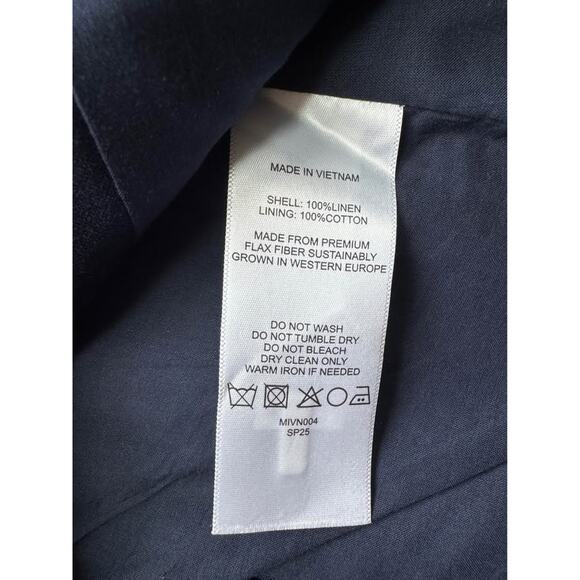 MADE IN VIETNAM
SHELL: 100%LINEN
LINING: 100%COTTON
MADE FROM PREMIUM
FLAX FIBER SUSTAINABLY
GROWN IN WESTERN EUROPE
DO NOT WASH
DO NOT TUMBLE DRY
DO NOT BLEACH
DRY CLEAN ONLY
WARM IRON IF NEEDED
MIVN004
SP25